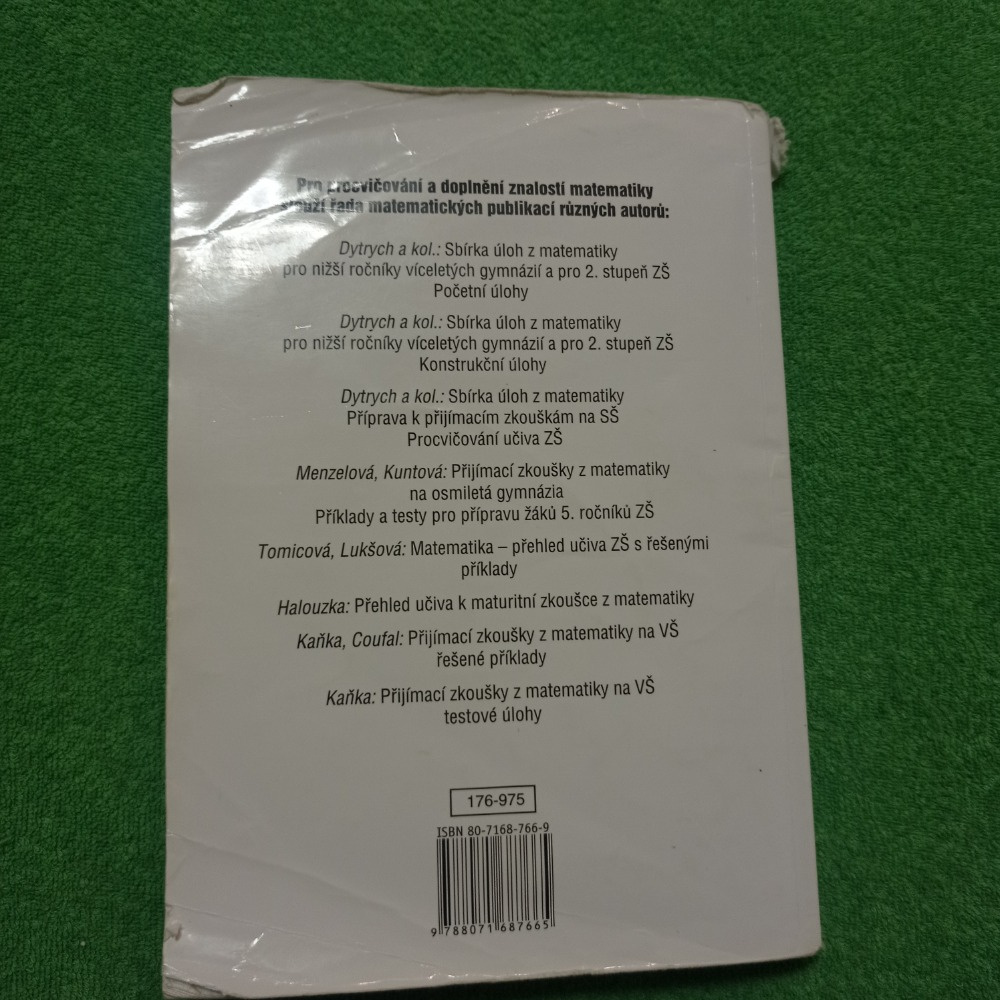 Pro procvičování a doplnění znalostí matematiky
slouží řada matematických publikací různých autorů:
Dytrych a kol.: Sbírka úloh z matematiky
pro nižší ročníky víceletých gymnázií a pro 2. stupeň ZŠ
Početní úlohy
Dytrych a kol.: Sbírka úloh z matematiky
pro nižší ročníky víceletých gymnázií a pro 2. stupeň ZŠ
Konstrukční úlohy
Dytrych a kol.: Sbírka úloh z matematiky
Příprava k přijímacím zkouškám na SŠ
Procvičování učiva ZŠ
Menzelová, Kuntová: Přijímací zkoušky z matematiky
na osmiletá gymnázia
Příklady a testy pro přípravu žáků 5. ročníků ZŠ
Tomicová, Lukšová: Matematika – přehled učiva ZŠ s řešenými
příklady
Halouzka: Přehled učiva k maturitní zkoušce z matematiky
Kaňka, Coufal: Přijímací zkoušky z matematiky na VŠ
řešené příklady
Kaňka: Přijímací zkoušky z matematiky na VŠ
testové úlohy
176-975
ISBN 80-7168-766-9
9 788071 687665